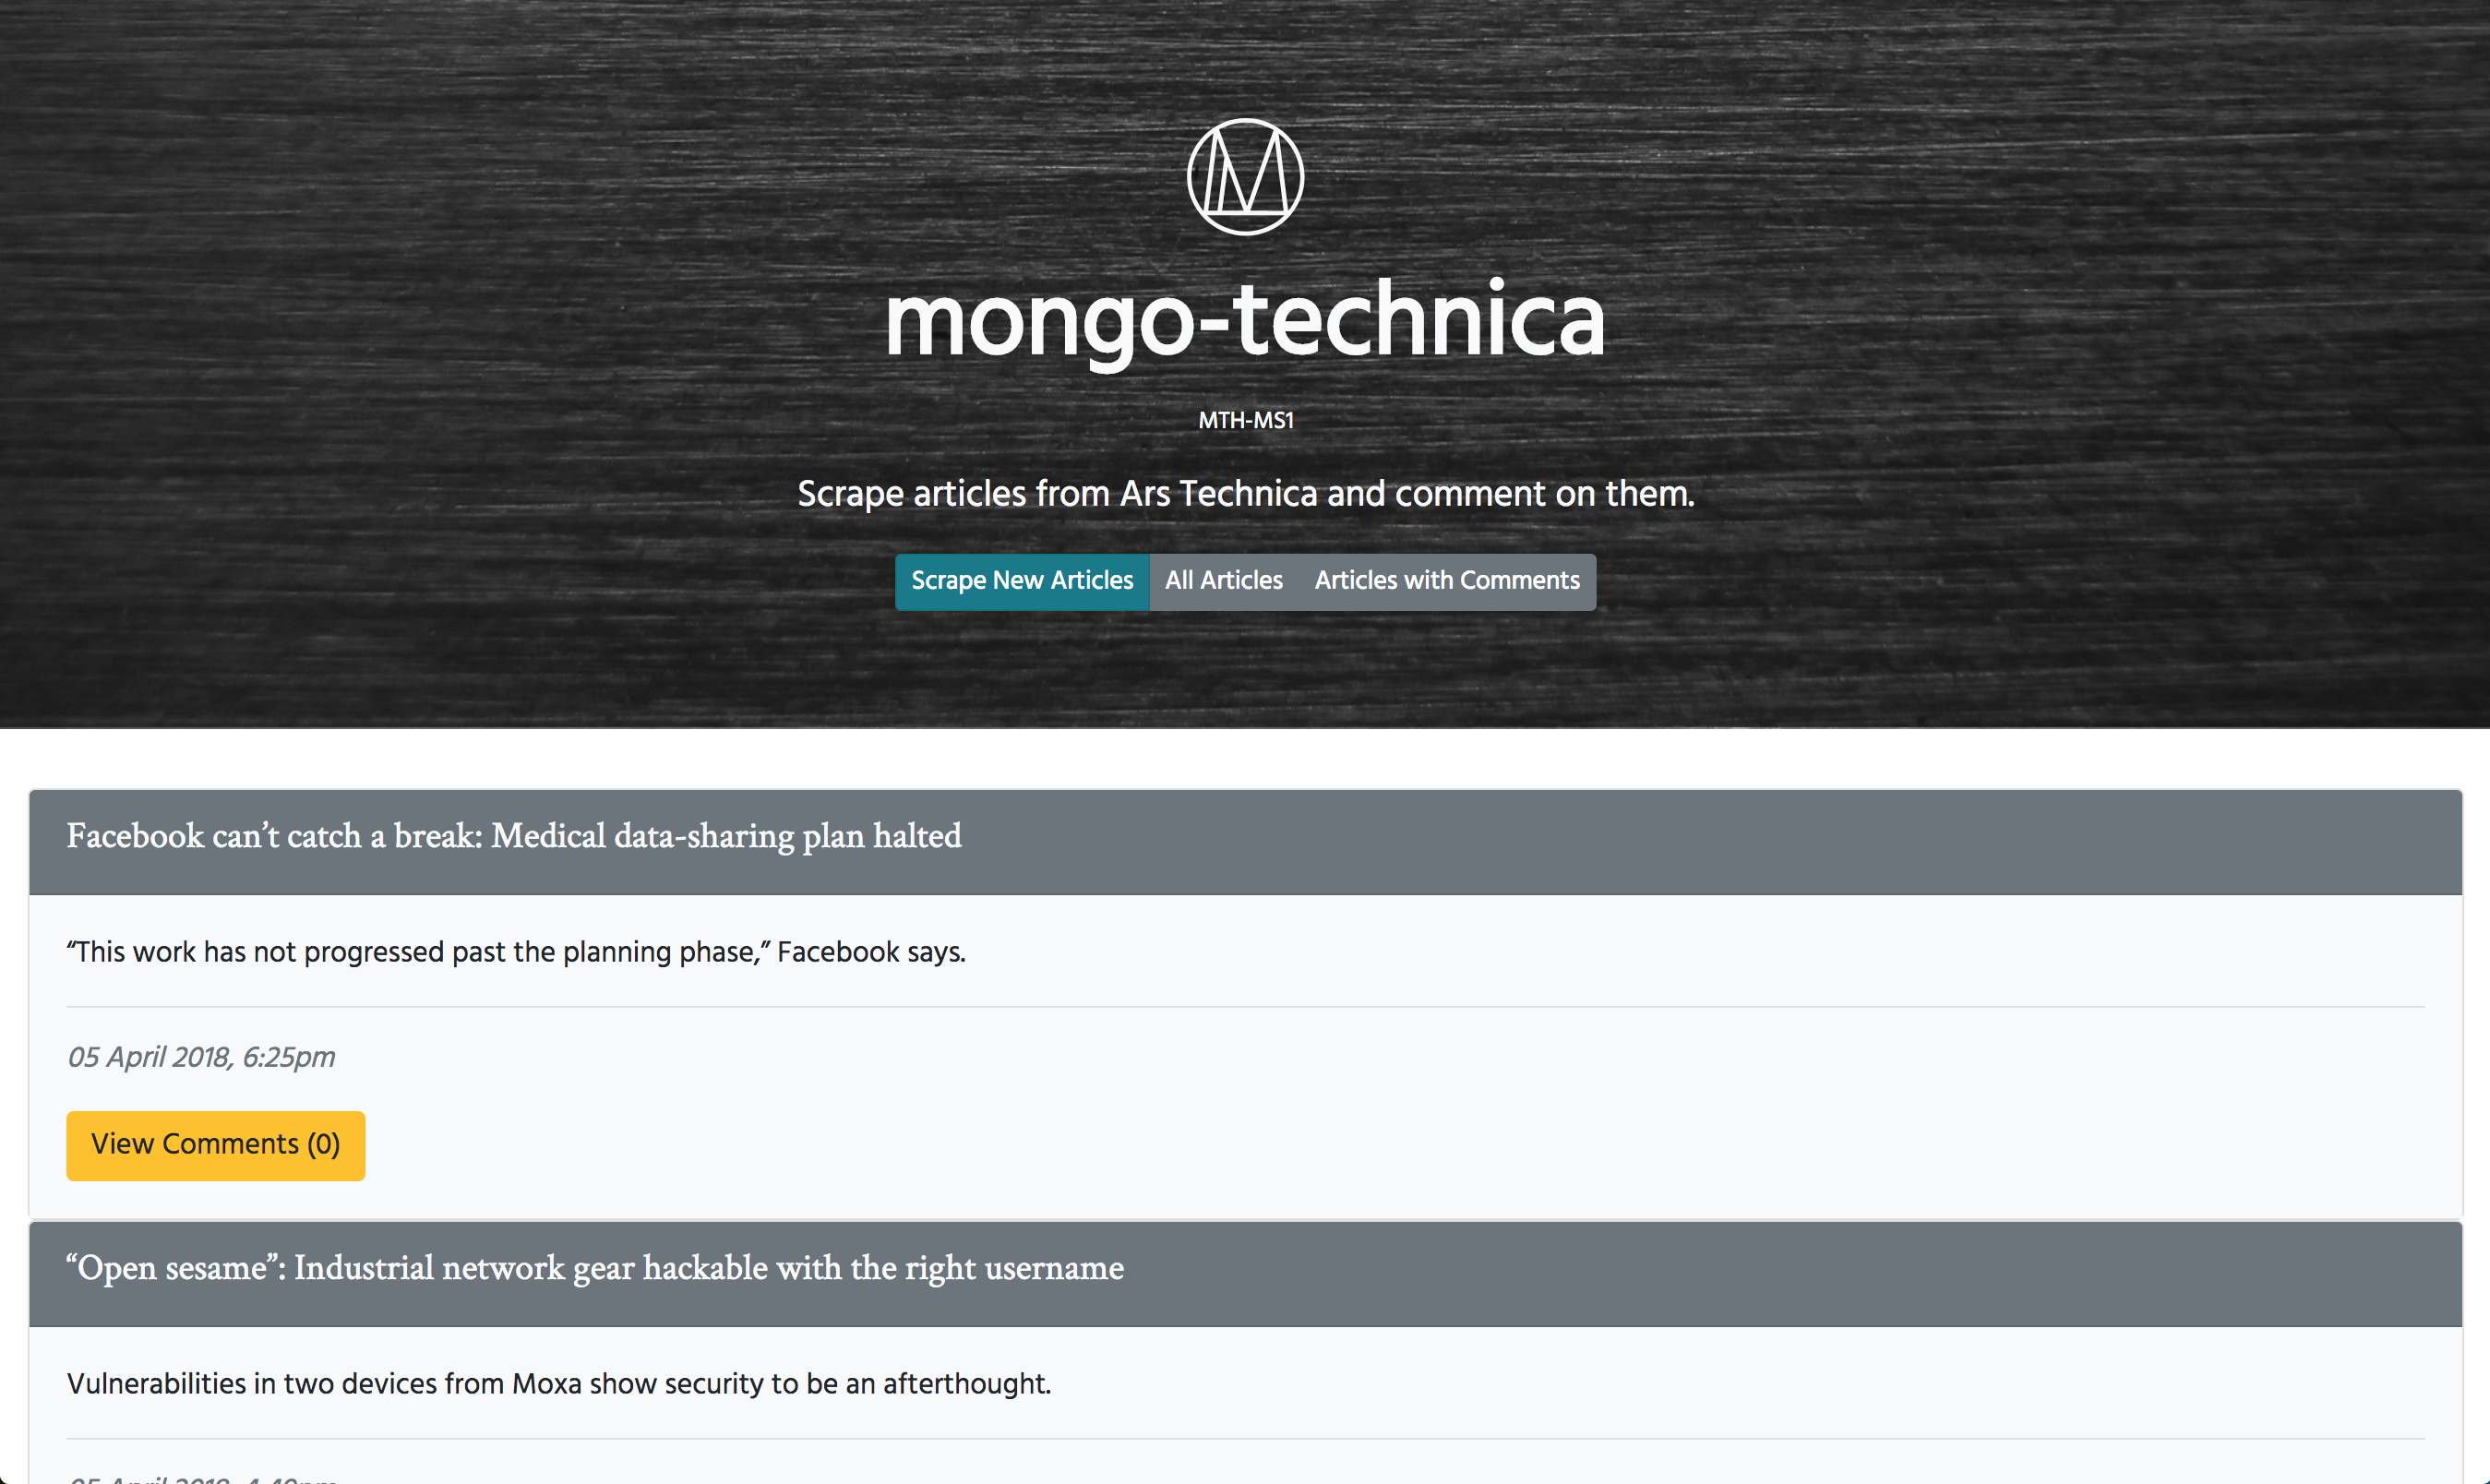 mongo-technica
MTH-MS1
Scrape articles from Ars Technica and comment on them.
Scrape New Articles All Articles Articles with Comments
Facebook can’t catch a break: Medical data-sharing plan halted
“This work has not progressed past the planning phase,” Facebook says.
05 April 2018, 6:25pm
View Comments (0)
“Open sesame”: Industrial network gear hackable with the right username
Vulnerabilities in two devices from Moxa show security to be an afterthought.